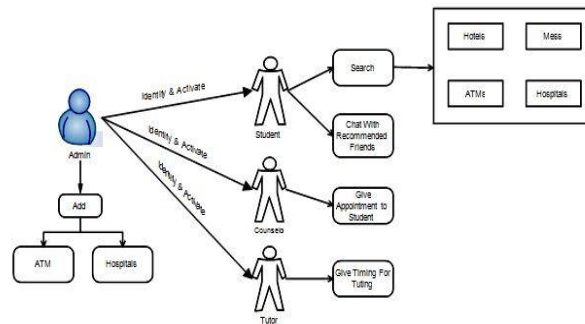 Hotels
Mess
ATMs
Hospitals
Search
Identify & Activate
Student
Chat With
Recommended
Friends
Admin
Identify & Activate
Identify & Activate
Add
Counselo
Give
Appointment to
Student
ATM
Hospitals
Give Timing For
Tuting
Tutor